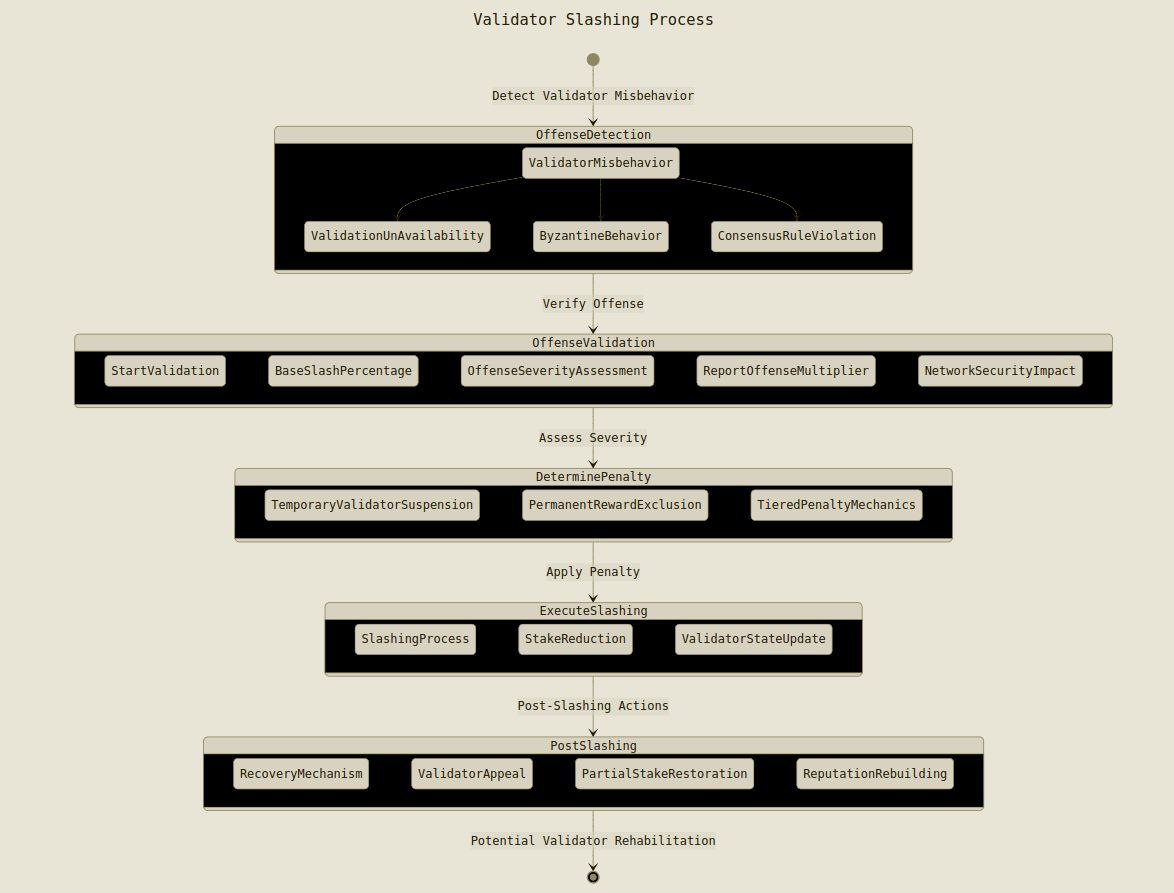 Validator Slashing Process
Detect Validator Misbehavior
OffenseDetection
ValidatorMisbehavior
ValidationUnAvailability
ByzantineBehavior
ConsensusRuleViolation
Verify Offense
OffenseValidation
StartValidation
BaseSlashPercentage
OffenseSeverityAssessment
ReportOffenseMultiplier
NetworkSecurityImpact
Assess Severity
DeterminePenalty
TemporaryValidatorSuspension
PermanentRewardExclusion
TieredPenaltyMechanics
Apply Penalty
ExecuteSlashing
SlashingProcess
StakeReduction
ValidatorStateUpdate
Post-Slashing Actions
PostSlashing
RecoveryMechanism
ValidatorAppeal
PartialStakeRestoration
ReputationRebuilding
Potential Validator Rehabilitation